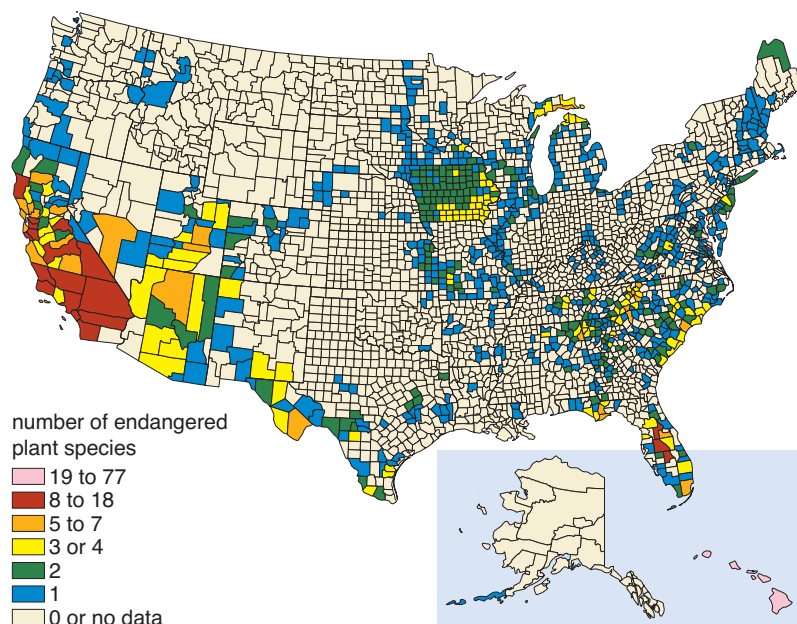 number of endangered
plant species
19 to 77
8 to 18
5 to 7
3 or 4
2
1
0 or no data